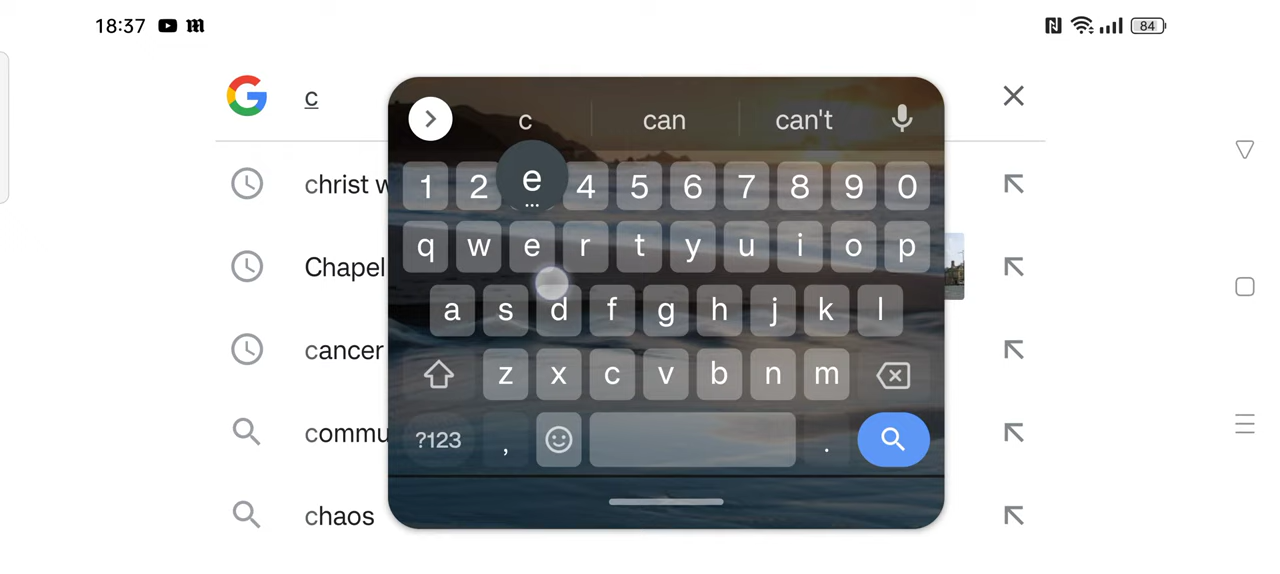 18:37 84
c
c can can't
christ w
1 2 e 4 5 6 7 8 9 0
q w e r t y u i o p
Chapel
a s d f g h j k l
cancer
z x c v b n m
commu
?123 , .
chaos